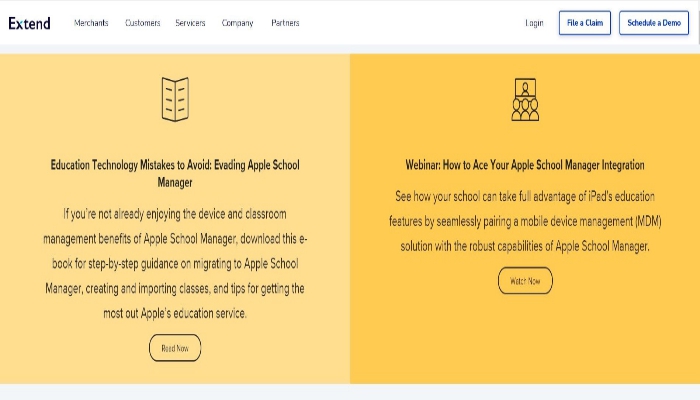 Extend Merchants Customers Servicers Company Partners Login File a Claim Schedule a Demo
Education Technology Mistakes to Avoid: Evading Apple School
Manager
If you're not already enjoying the device and classroom
management benefits of Apple School Manager, download this e-
book for step-by-step guidance on migrating to Apple School
Manager, creating and importing classes, and tips for getting the
most out Apple's education service.
Read Now
Webinar: How to Ace Your Apple School Manager Integration
See how your school can take full advantage of iPad's education
features by seamlessly pairing a mobile device management (MDM)
solution with the robust capabilities of Apple School Manager.
Watch Now